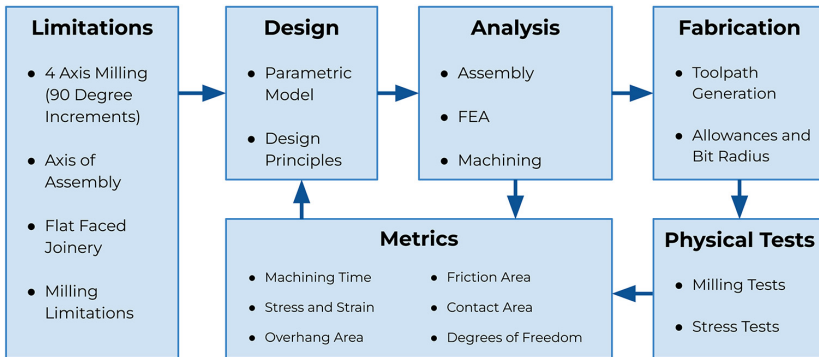 Limitations
● 4 Axis Milling
(90 Degree
Increments)
● Axis of
Assembly
● Flat Faced
Joinery
● Milling
Limitations
Design
● Parametric
Model
● Design
Principles
Analysis
● Assembly
● FEA
● Machining
Fabrication
● Toolpath
Generation
● Allowances and
Bit Radius
Metrics
● Machining Time
● Stress and Strain
● Overhang Area
● Friction Area
● Contact Area
● Degrees of Freedom
Physical Tests
● Milling Tests
● Stress Tests